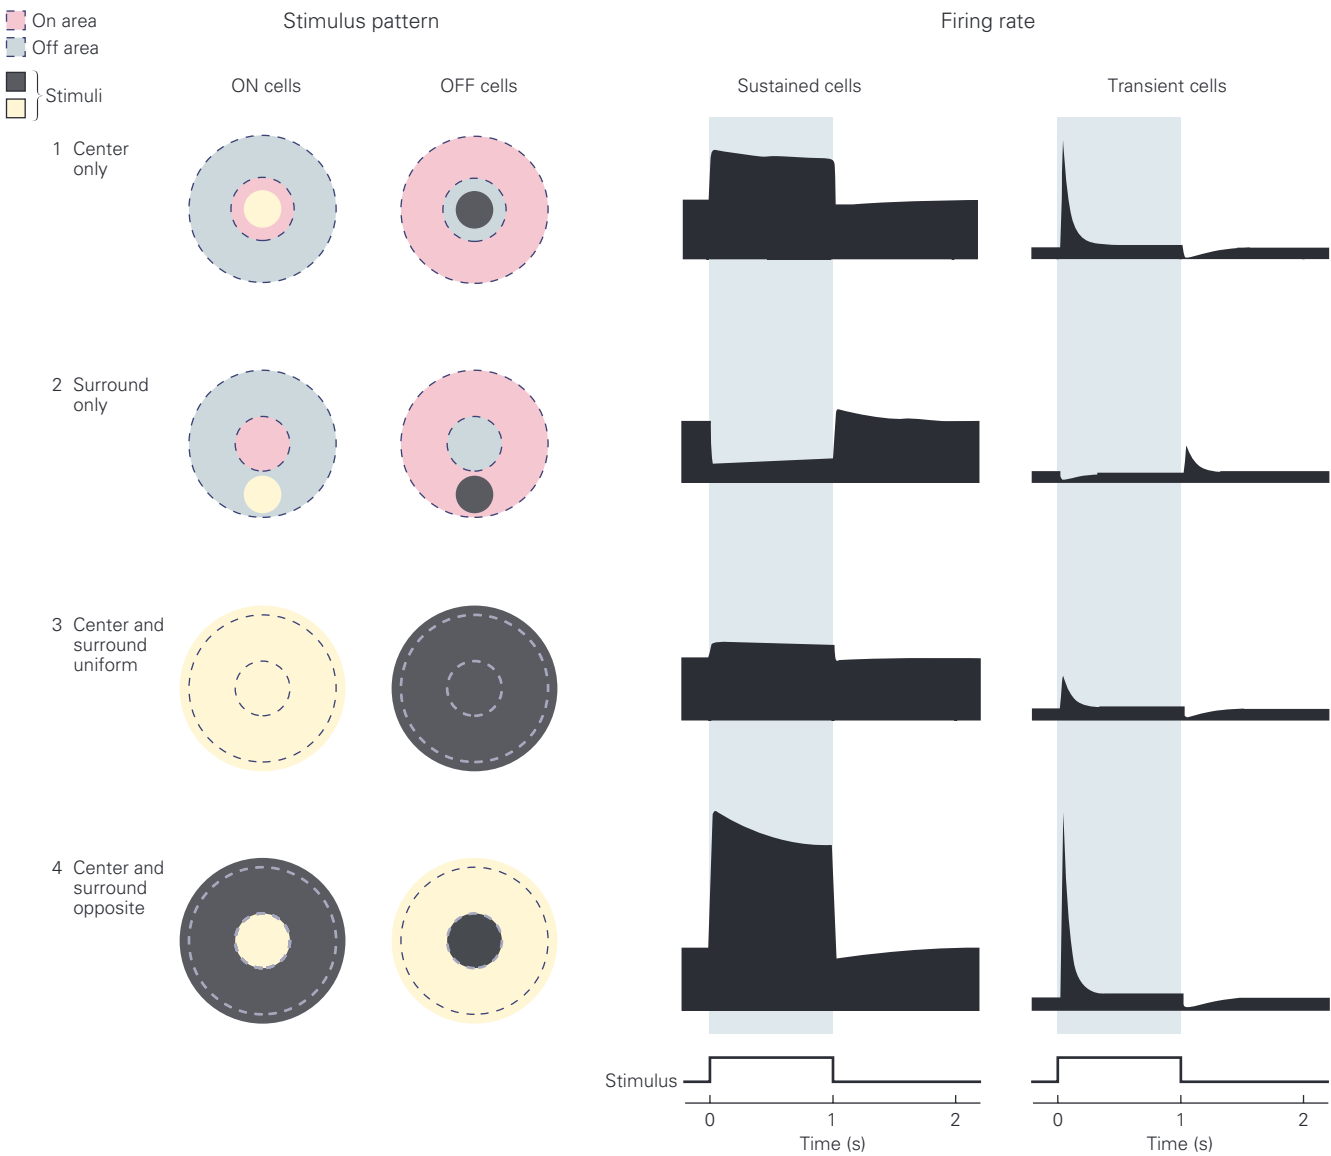 On area
Off area
Stimuli
Stimulus pattern
Firing rate
ON cells
OFF cells
Sustained cells
Transient cells
1 Center
only
2 Surround
only
3 Center and
surround
uniform
4 Center and
surround
opposite
Stimulus
0 1 2
Time (s)
0 1 2
Time (s)